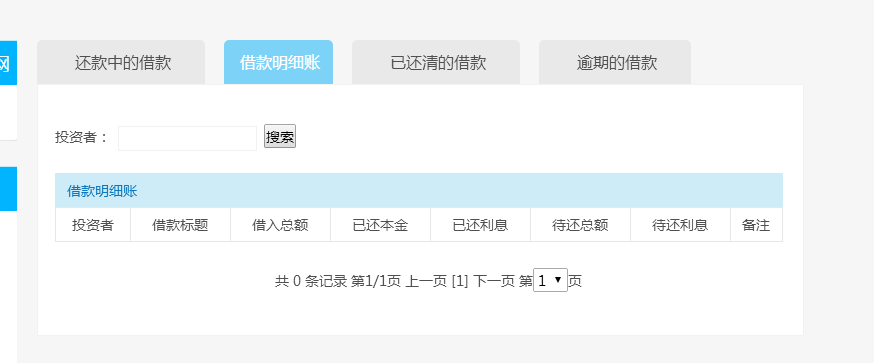 网
还款中的借款 借款明细账 已还清的借款 逾期的借款
投资者： 搜索
借款明细账
投资者 借款标题 借入总额 已还本金 已还利息 待还总额 待还利息 备注
共 0 条记录 第1/1页 上一页 [1] 下一页 第 1 页